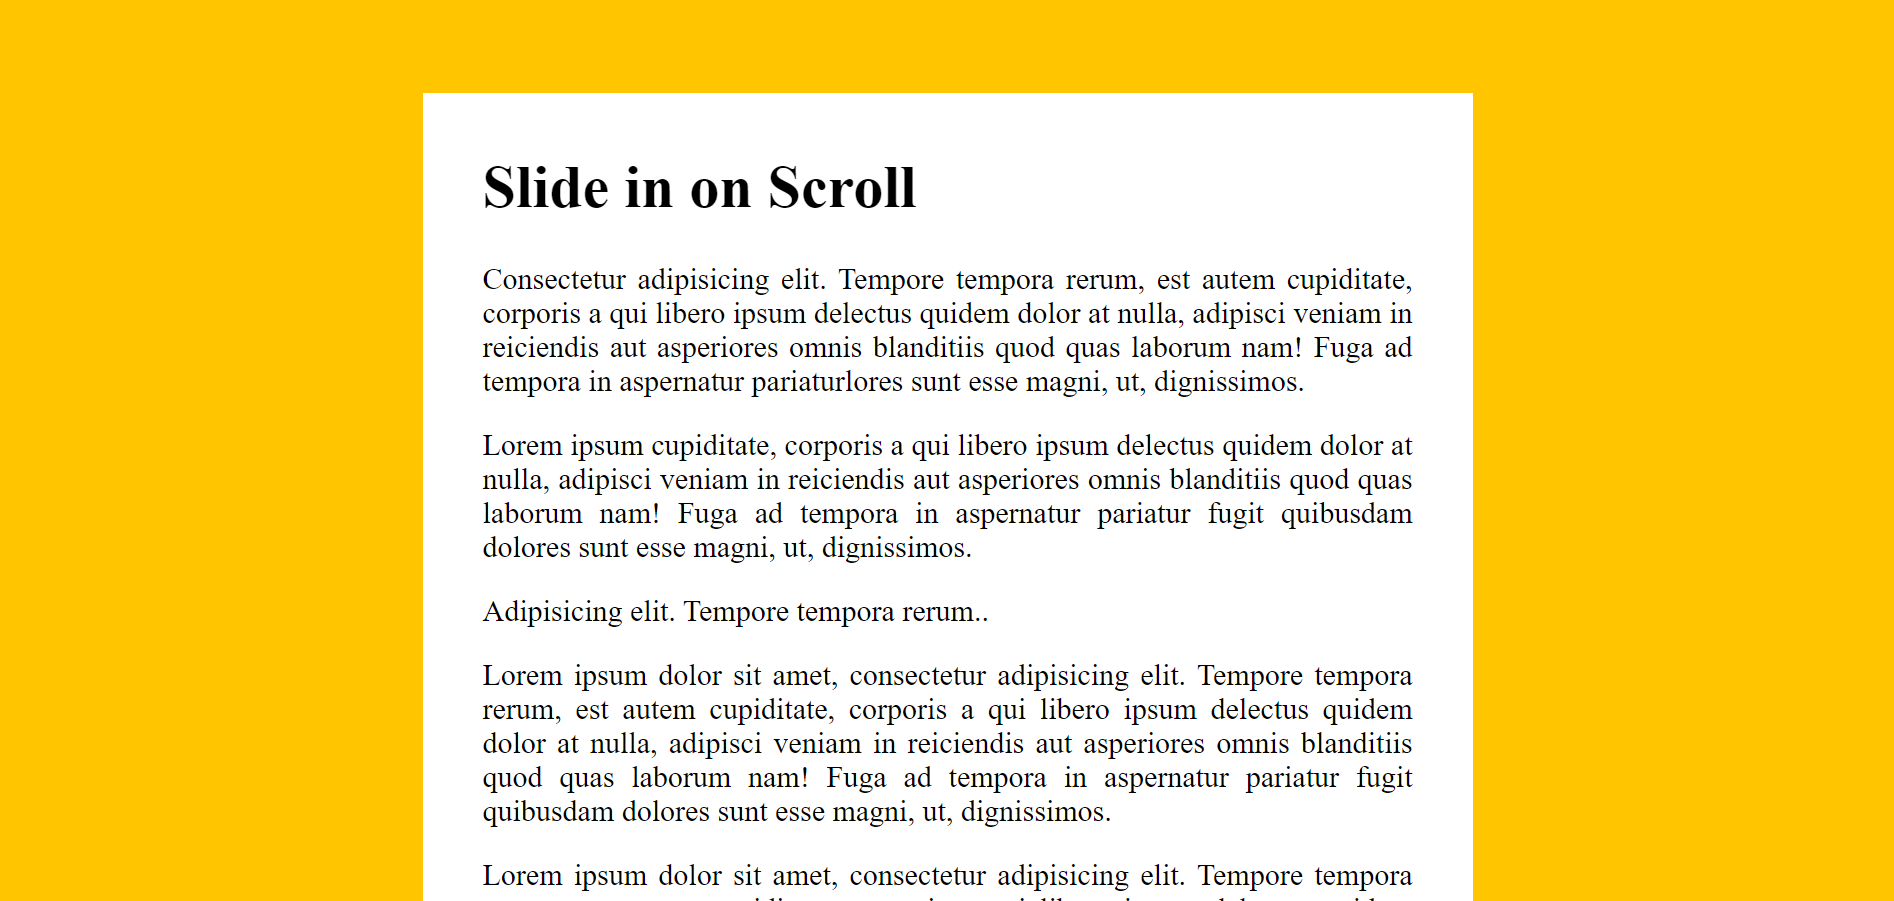 Slide in on Scroll
Consectetur adipisicing elit. Tempore tempora rerum, est autem cupiditate,
corporis a qui libero ipsum delectus quidem dolor at nulla, adipisci veniam in
reiciendis aut asperiores omnis blanditiis quod quas laborum nam! Fuga ad
tempora in aspernatur pariaturlores sunt esse magni, ut, dignissimos.
Lorem ipsum cupiditate, corporis a qui libero ipsum delectus quidem dolor at
nulla, adipisci veniam in reiciendis aut asperiores omnis blanditiis quod quas
laborum nam! Fuga ad tempora in aspernatur pariatur fugit quibusdam
dolores sunt esse magni, ut, dignissimos.
Adipisicing elit. Tempore tempora rerum..
Lorem ipsum dolor sit amet, consectetur adipisicing elit. Tempore tempora
rerum, est autem cupiditate, corporis a qui libero ipsum delectus quidem
dolor at nulla, adipisci veniam in reiciendis aut asperiores omnis blanditiis
quod quas laborum nam! Fuga ad tempora in aspernatur pariatur fugit
quibusdam dolores sunt esse magni, ut, dignissimos.
Lorem ipsum dolor sit amet, consectetur adipisicing elit. Tempore tempora